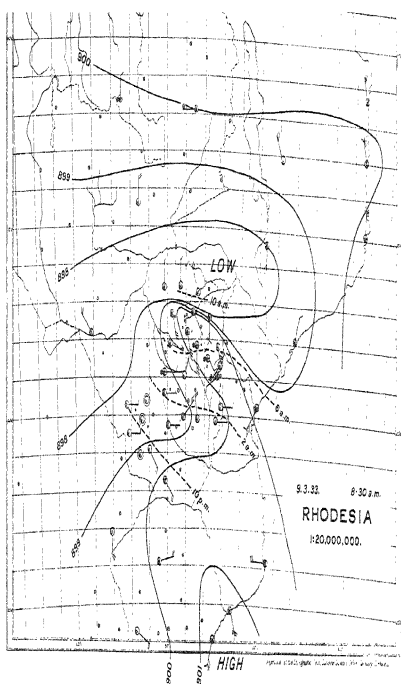 900
899
898
LOW
10 a.m.
6 a.m.
2 a.m.
10 p.m.
898
899
9.3.33. 8·30 a.m.
RHODESIA
1:20,000,000.
900
901
HIGH